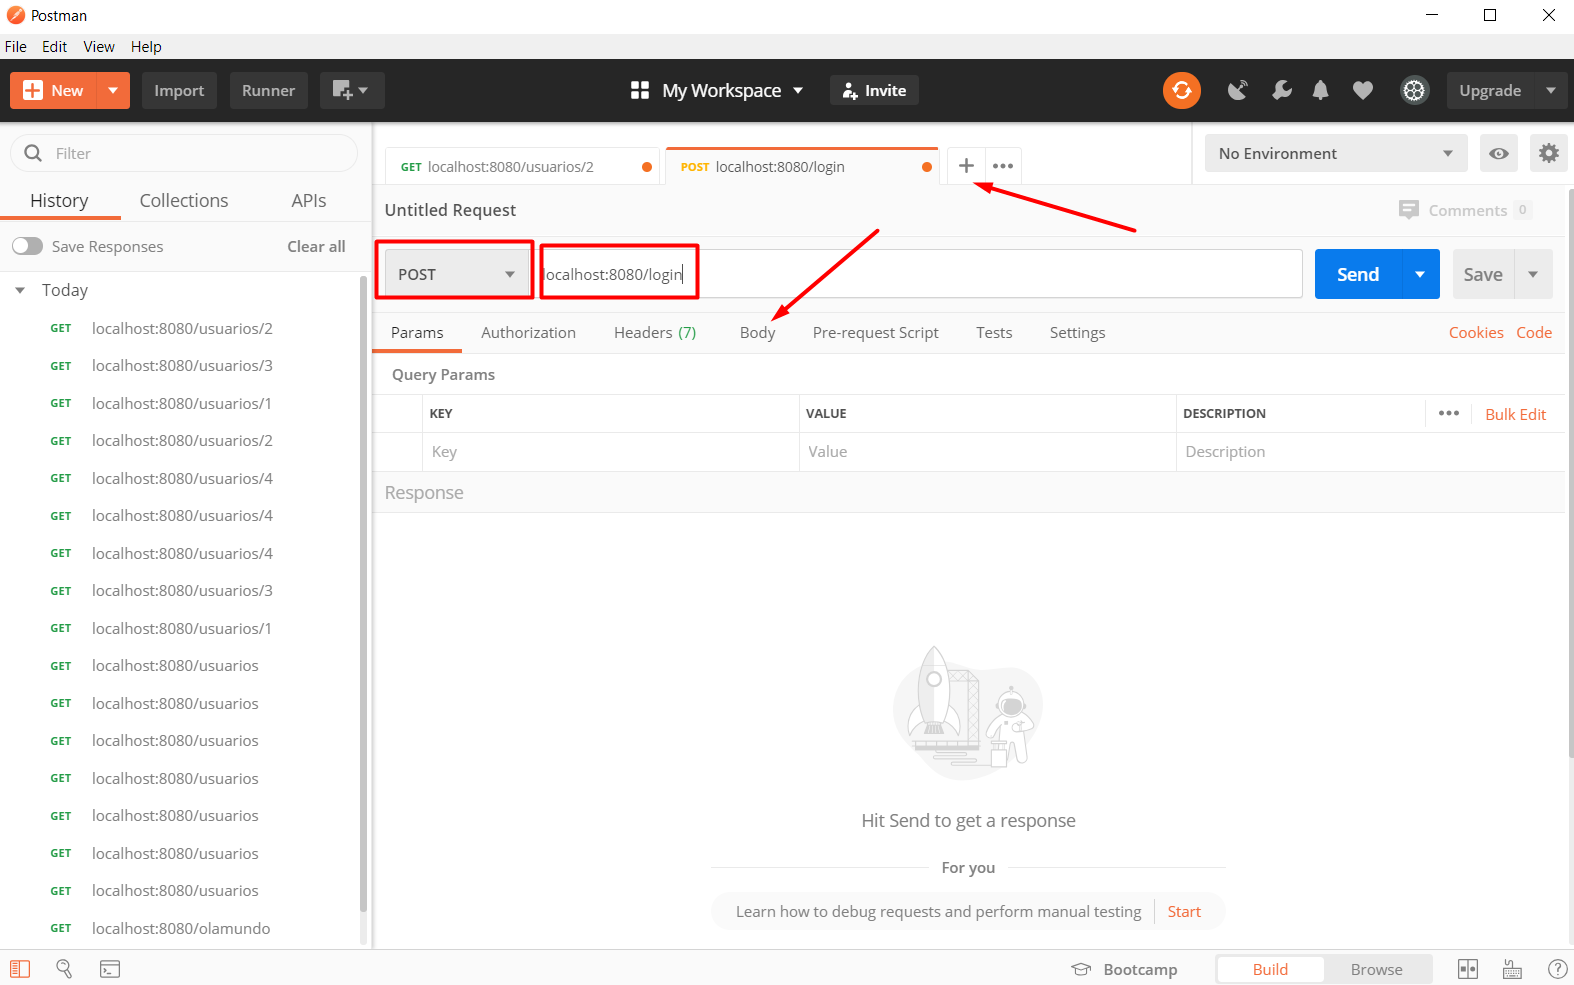 Postman
File Edit View Help
New Import Runner My Workspace Invite Upgrade
Filter
History Collections APIs
Save Responses Clear all
Today
GET localhost:8080/usuarios/2
GET localhost:8080/usuarios/3
GET localhost:8080/usuarios/1
GET localhost:8080/usuarios/2
GET localhost:8080/usuarios/4
GET localhost:8080/usuarios/4
GET localhost:8080/usuarios/4
GET localhost:8080/usuarios/3
GET localhost:8080/usuarios/1
GET localhost:8080/usuarios
GET localhost:8080/usuarios
GET localhost:8080/usuarios
GET localhost:8080/usuarios
GET localhost:8080/usuarios
GET localhost:8080/usuarios
GET localhost:8080/usuarios
GET localhost:8080/olamundo
GET localhost:8080/usuarios/2 POST localhost:8080/login + No Environment
Untitled Request Comments 0
POST localhost:8080/login Send Save
Params Authorization Headers (7) Body Pre-request Script Tests Settings Cookies Code
Query Params
KEY VALUE DESCRIPTION Bulk Edit
Key Value Description
Response
Hit Send to get a response
For you
Learn how to debug requests and perform manual testing Start
Bootcamp Build Browse